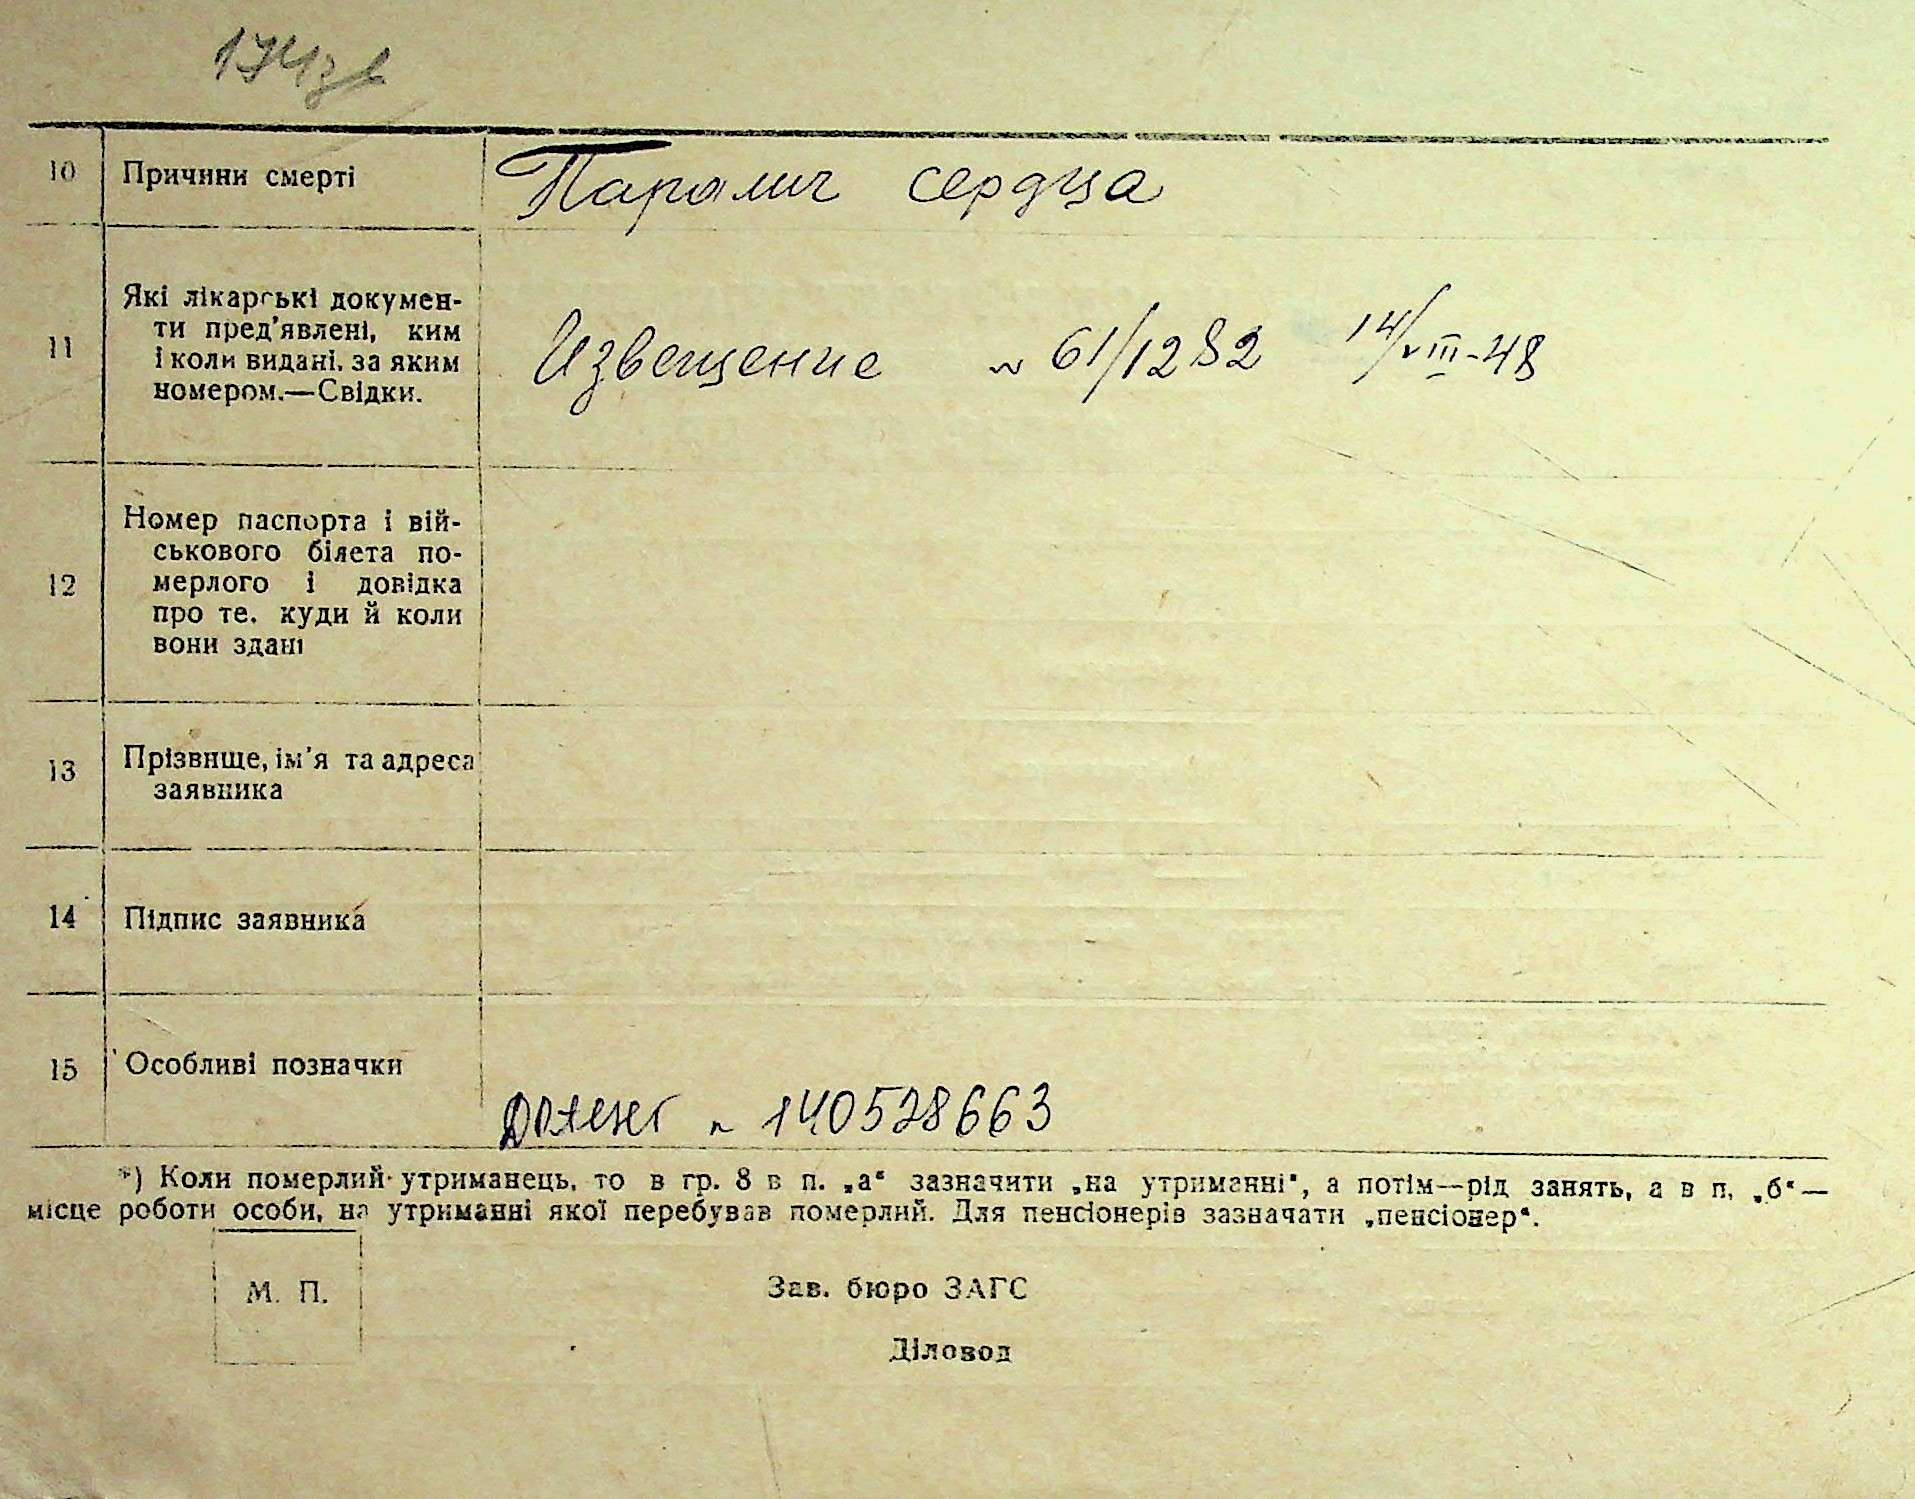 174зв
10 Причини смерті Паралич сердца
11 Які лікарські докумен-
ти пред'явлені, ким
і коли видані, за яким
номером.—Свідки.
Извещение № 61/1282 14/VIII-48
12 Номер паспорта і вій-
ськового білета по-
мерлого і довідка
про те, куди й коли
вони здані
13 Прізвище, ім'я та адреса
заявника
14 Підпис заявника
15 Особливі позначки
№ 140528663
*) Коли померлий утриманець, то в гр. 8 в п. „а“ зазначити „на утриманні“, а потім—рід занять, а в п. „б“—
місце роботи особи, на утриманні якої перебував померлий. Для пенсіонерів зазначати „пенсіонер“.
М. П.
Зав. бюро ЗАГС
Діловод